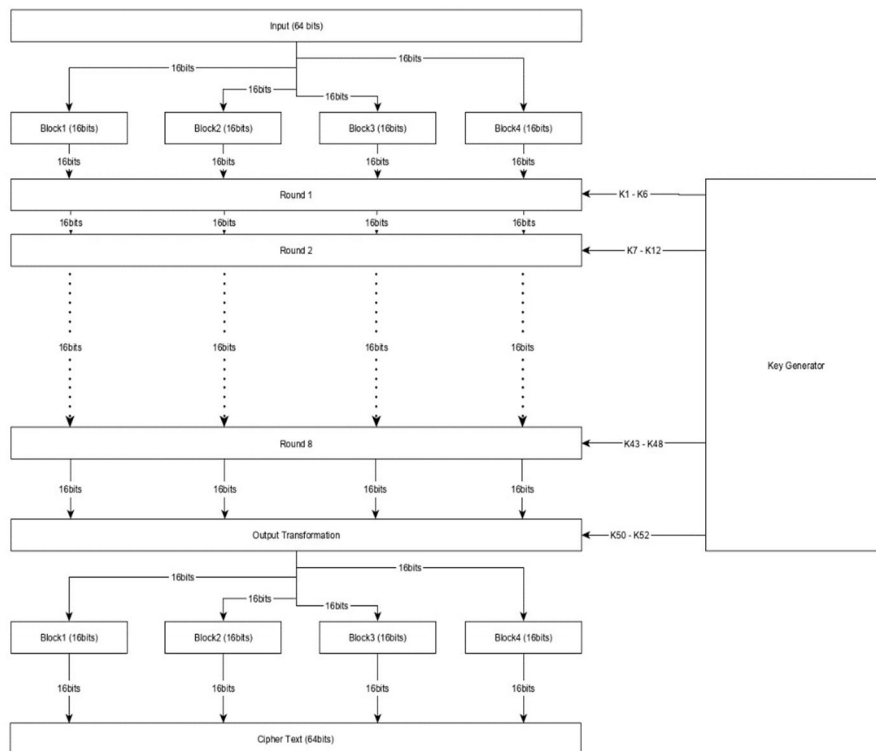 Input (64 bits)
16bits
16bits
16bits
16bits
Block1 (16bits)
Block2 (16bits)
Block3 (16bits)
Block4 (16bits)
16bits
16bits
16bits
16bits
Round 1
K1 - K6
16bits
16bits
16bits
16bits
Round 2
K7 - K12
16bits
16bits
16bits
16bits
Key Generator
Round 8
K43 - K48
16bits
16bits
16bits
16bits
Output Transformation
K50 - K52
16bits
16bits
16bits
16bits
Block1 (16bits)
Block2 (16bits)
Block3 (16bits)
Block4 (16bits)
16bits
16bits
16bits
16bits
Cipher Text (64bits)